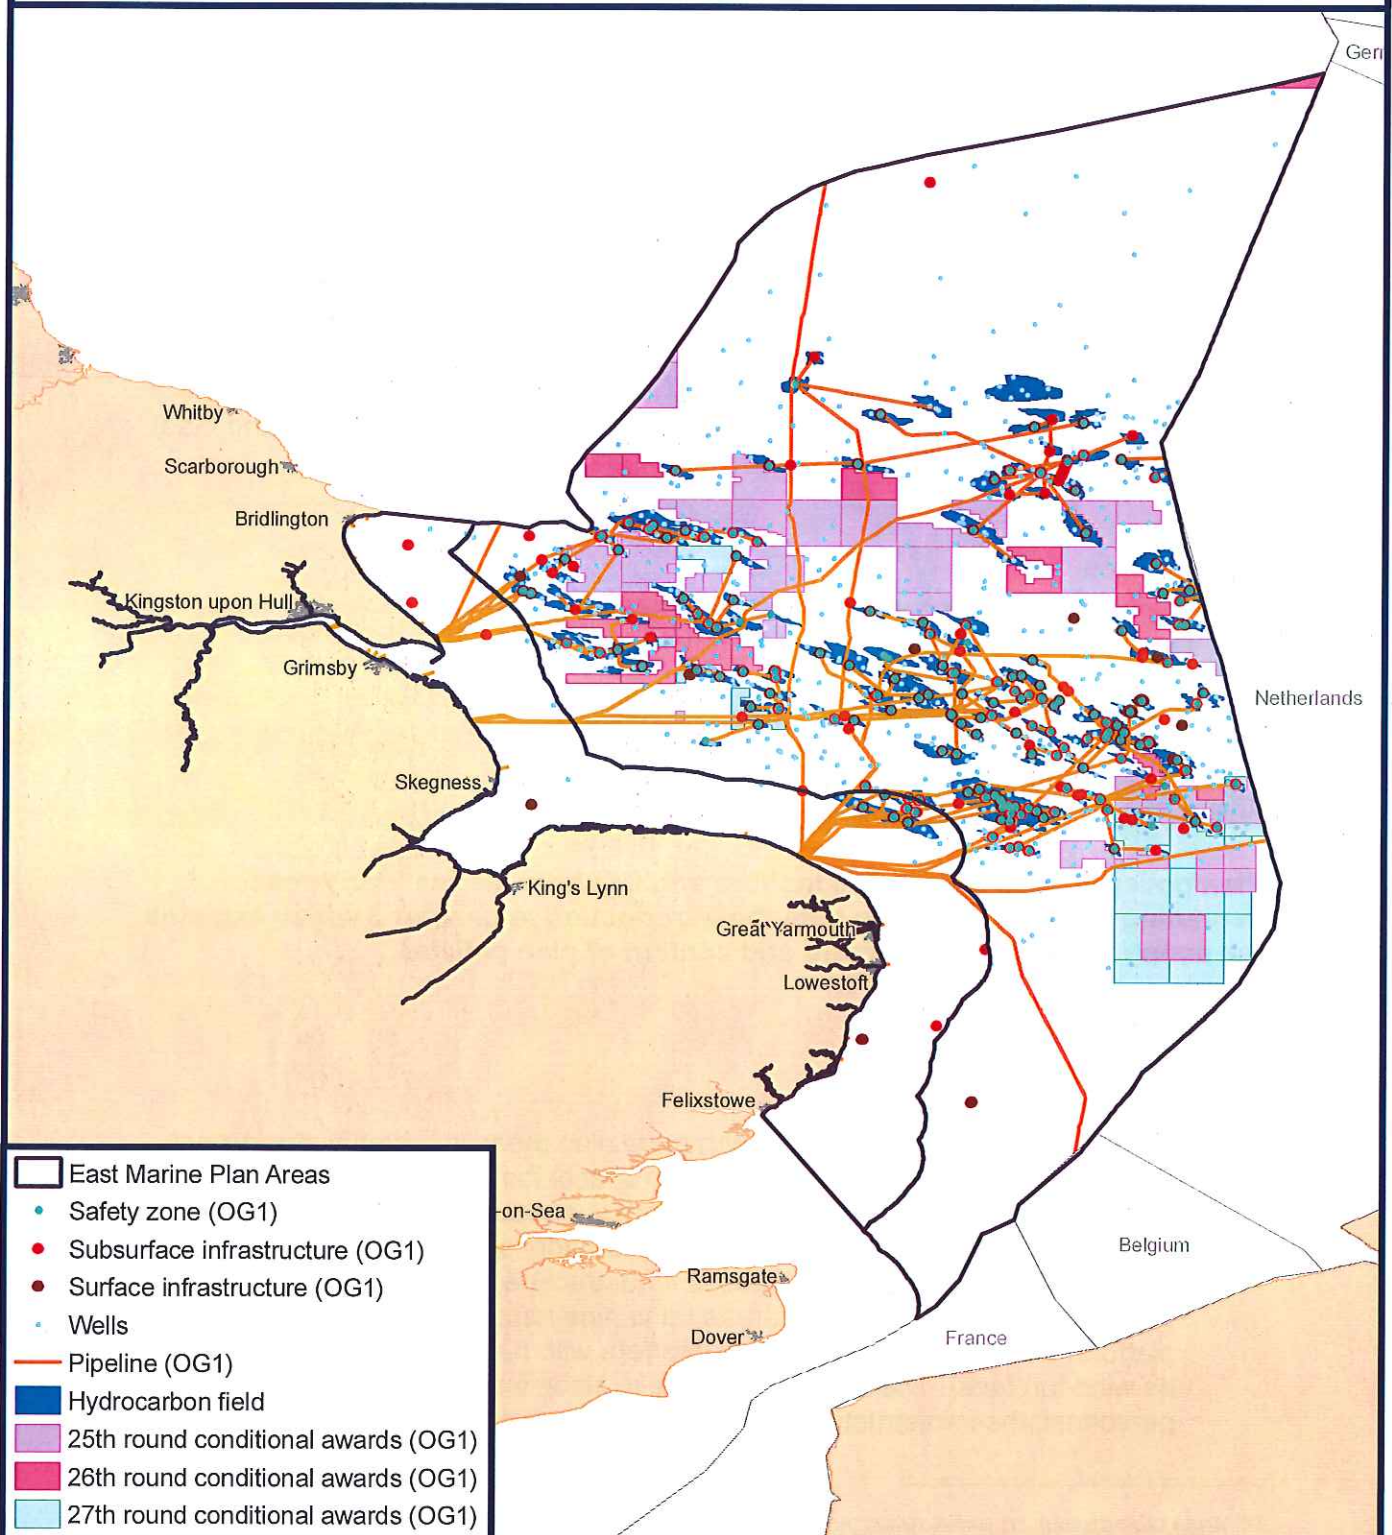 Whitby
Scarborough
Bridlington
Kingston upon Hull
Grimsby
Netherlands
Skegness
King's Lynn
Great Yarmouth
Lowestoft
Felixstowe
East Marine Plan Areas
Safety zone (OG1)
-on-Sea
Subsurface infrastructure (OG1)
Belgium
Surface infrastructure (OG1)
Ramsgate
Wells
Dover
France
Pipeline (OG1)
Hydrocarbon field
25th round conditional awards (OG1)
26th round conditional awards (OG1)
27th round conditional awards (OG1)